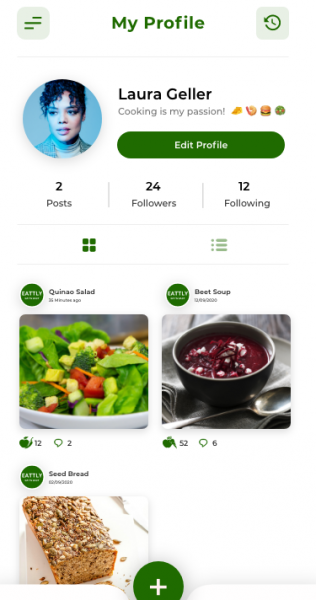 My Profile
Laura Geller
Cooking is my passion!
Edit Profile
2 24 12
Posts Followers Following
EATTLY Quinao Salad
35 Minutes ago
EATTLY Beet Soup
12/09/2020
12 2
52 6
EATTLY Seed Bread
02/09/2020
+